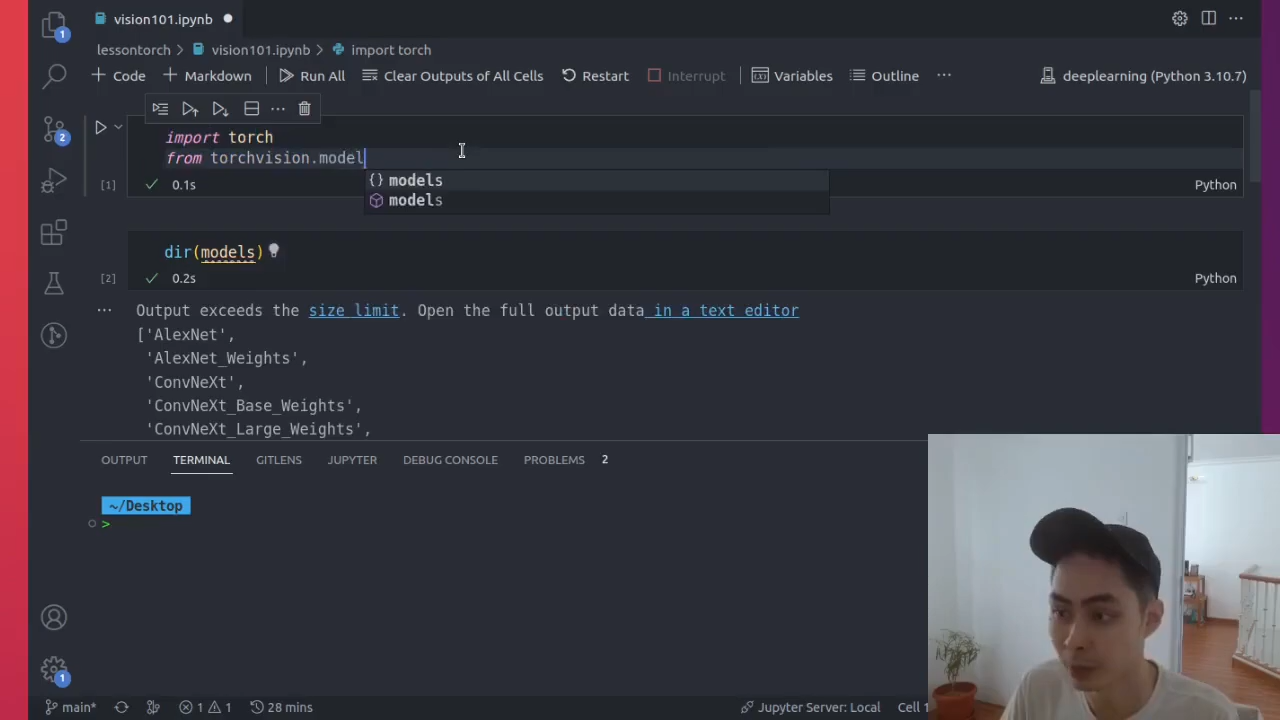 vision101.ipynb
lessontorch > vision101.ipynb > import torch
+ Code + Markdown Run All Clear Outputs of All Cells Restart Interrupt Variables Outline ... deeplearning (Python 3.10.7)
import torch
from torchvision.model
models
models
[1] 0.1s Python
dir(models)
[2] 0.2s Python
... Output exceeds the size limit. Open the full output data in a text editor
['AlexNet',
'AlexNet_Weights',
'ConvNeXt',
'ConvNeXt_Base_Weights',
'ConvNeXt_Large_Weights',
OUTPUT TERMINAL GITLENS JUPYTER DEBUG CONSOLE PROBLEMS 2
~/Desktop
>
1
2
1
main* 1 1 28 mins Jupyter Server: Local Cell 1